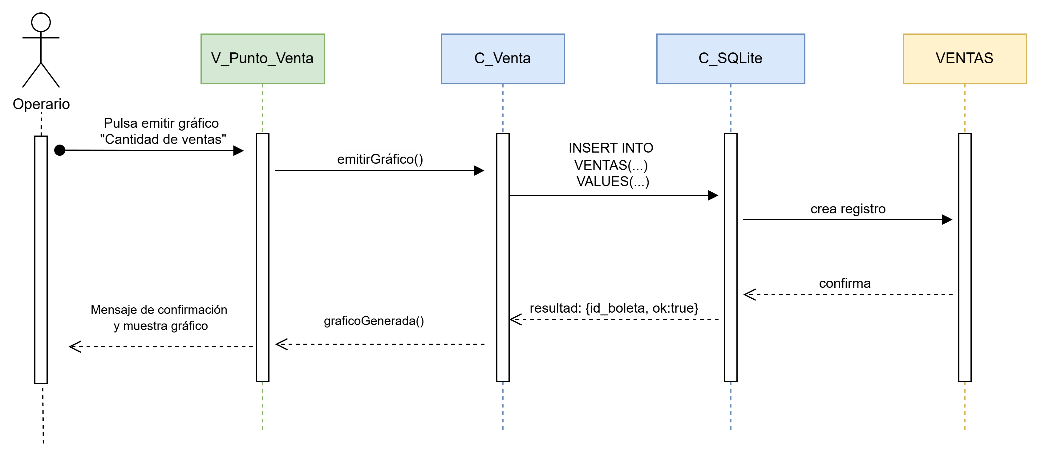 V_Punto_Venta
C_Venta
C_SQLite
VENTAS
Operario
Pulsa emitir gráfico
"Cantidad de ventas"
emitirGráfico()
INSERT INTO
VENTAS(...)
VALUES(...)
crea registro
confirma
resultad: {id_boleta, ok:true}
graficoGenerada()
Mensaje de confirmación
y muestra gráfico